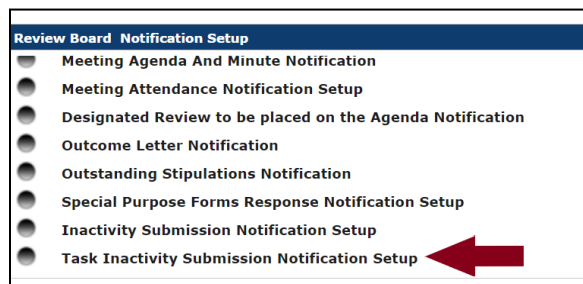 Review Board Notification Setup
Meeting Agenda And Minute Notification
Meeting Attendance Notification Setup
Designated Review to be placed on the Agenda Notification
Outcome Letter Notification
Outstanding Stipulations Notification
Special Purpose Forms Response Notification Setup
Inactivity Submission Notification Setup
Task Inactivity Submission Notification Setup